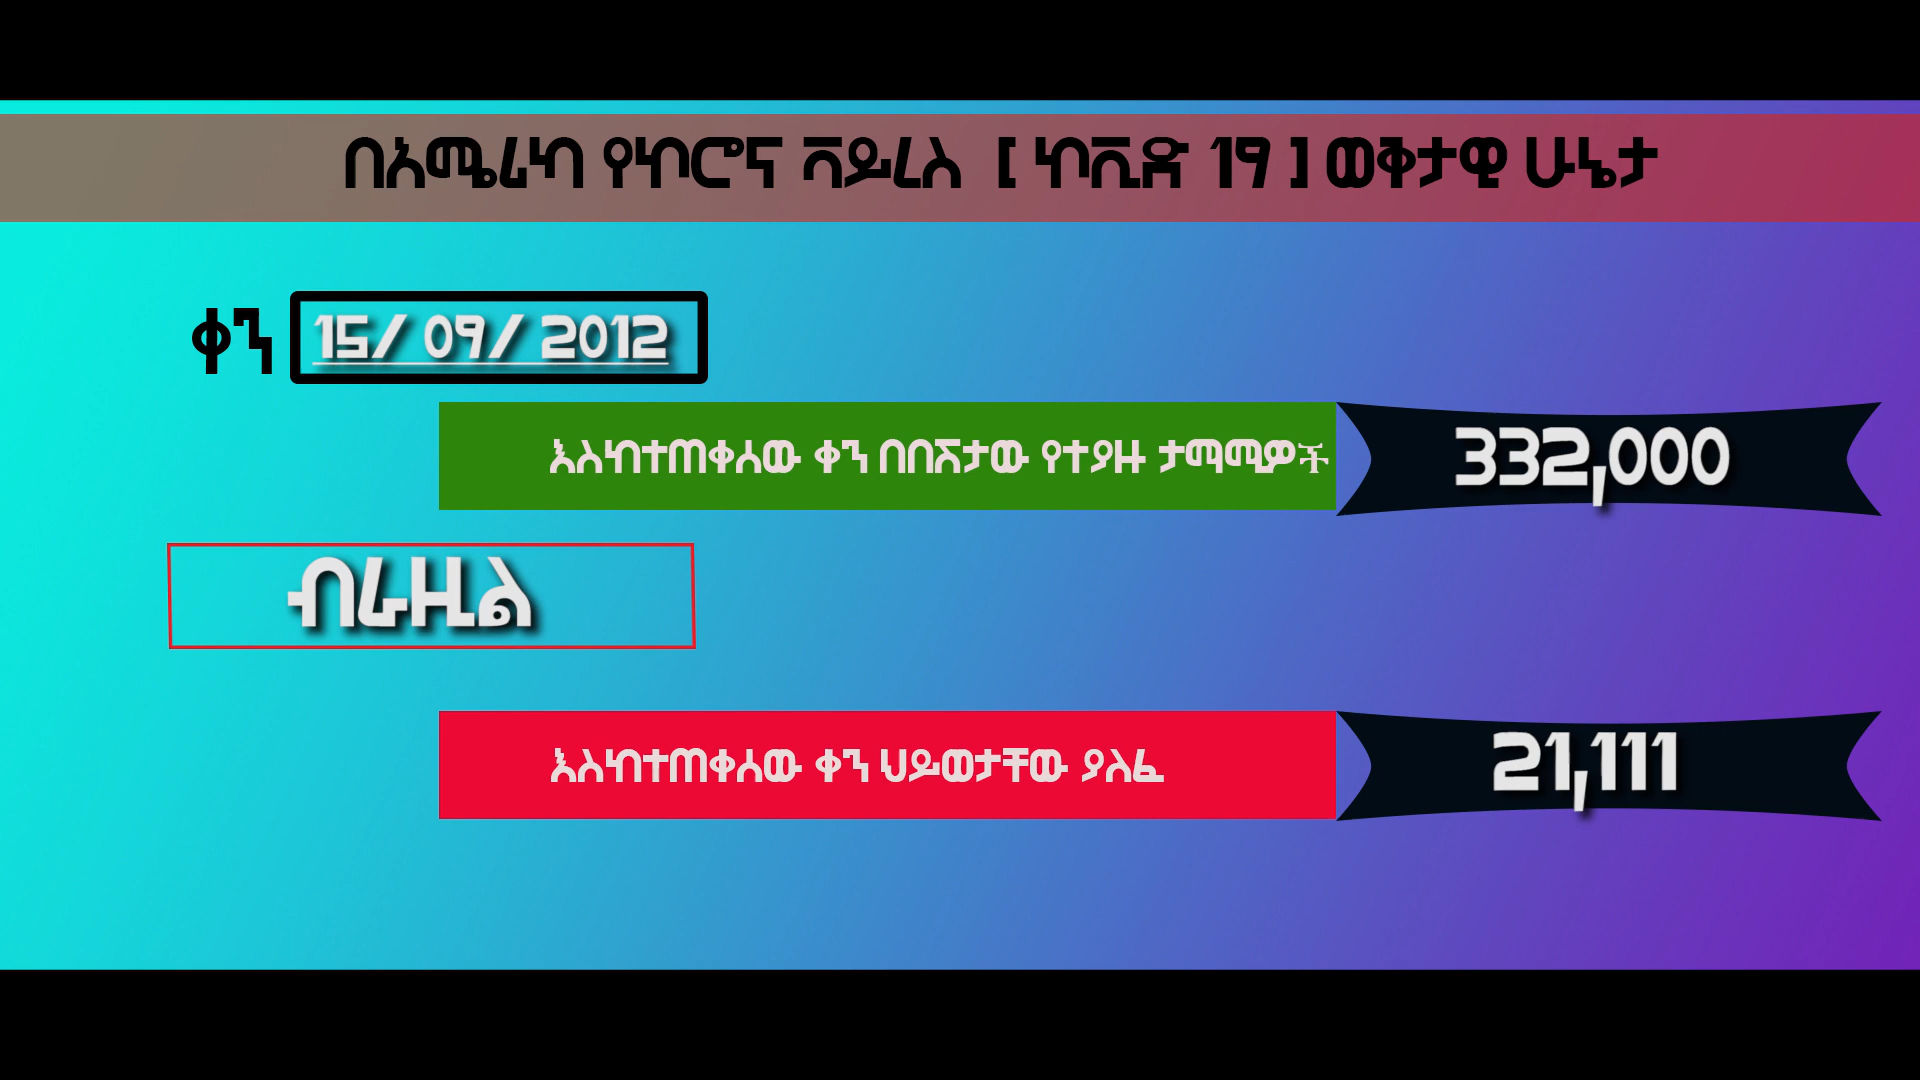 በአሜሪካ የኮሮና ቫይረስ [ ኮቪድ 19 ] ወቅታዊ ሁኔታ
ቀን 15/ 09/ 2012
እስከተጠቀሰው ቀን በበሽታው የተያዙ ታማሚዎች 332,000
ብራዚል
እስከተጠቀሰው ቀን ህይወታቸው ያለፈ 21,111